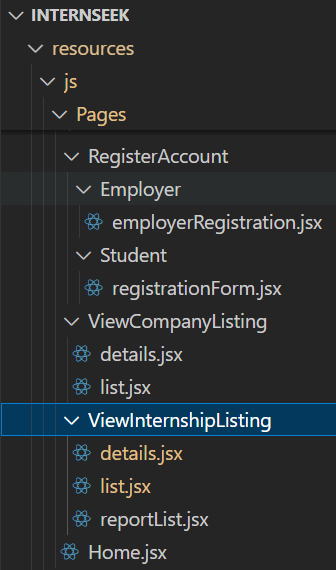 INTERNSEEK
resources
js
Pages
RegisterAccount
Employer
employerRegistration.jsx
Student
registrationForm.jsx
ViewCompanyListing
details.jsx
list.jsx
ViewInternshipListing
details.jsx
list.jsx
reportList.jsx
Home.jsx